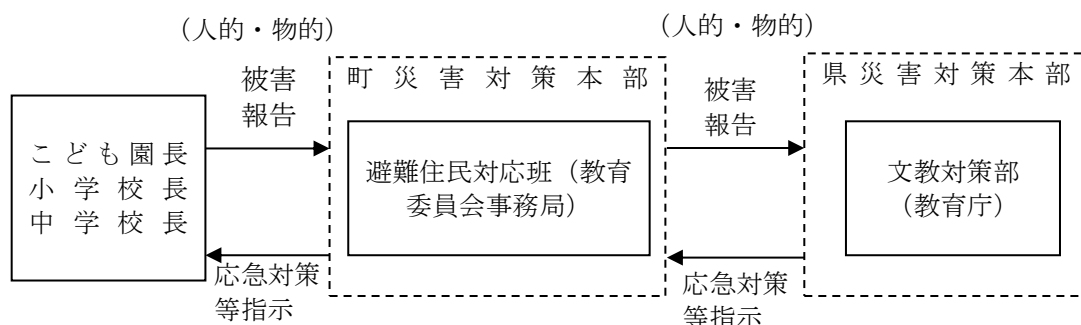 （人的・物的）
（人的・物的）
被害
報告
町災害対策本部
被害
報告
県災害対策本部
こども園長
小学校長
中学校長
避難住民対応班（教育
委員会事務局）
文教対策部
（教育庁）
応急対策
等指示
応急対策
等指示